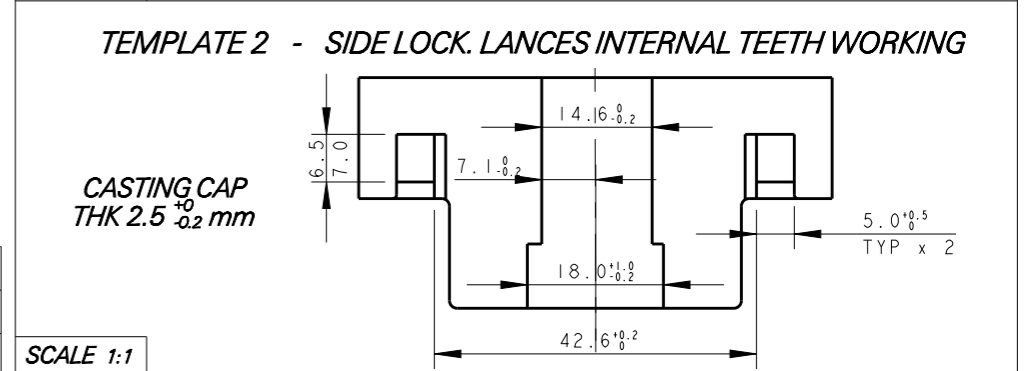 TEMPLATE 2 - SIDE LOCK. LANCES INTERNAL TEETH WORKING
14.6 0 -0.2
6.5
7.0
7.1 0 -0.2
CASTING CAP
THK 2.5 +0 -0.2 mm
5.0 +0.5 0
TYP x 2
18.0 +1.0 -0.2
42.6 +0.2 0
SCALE 1:1